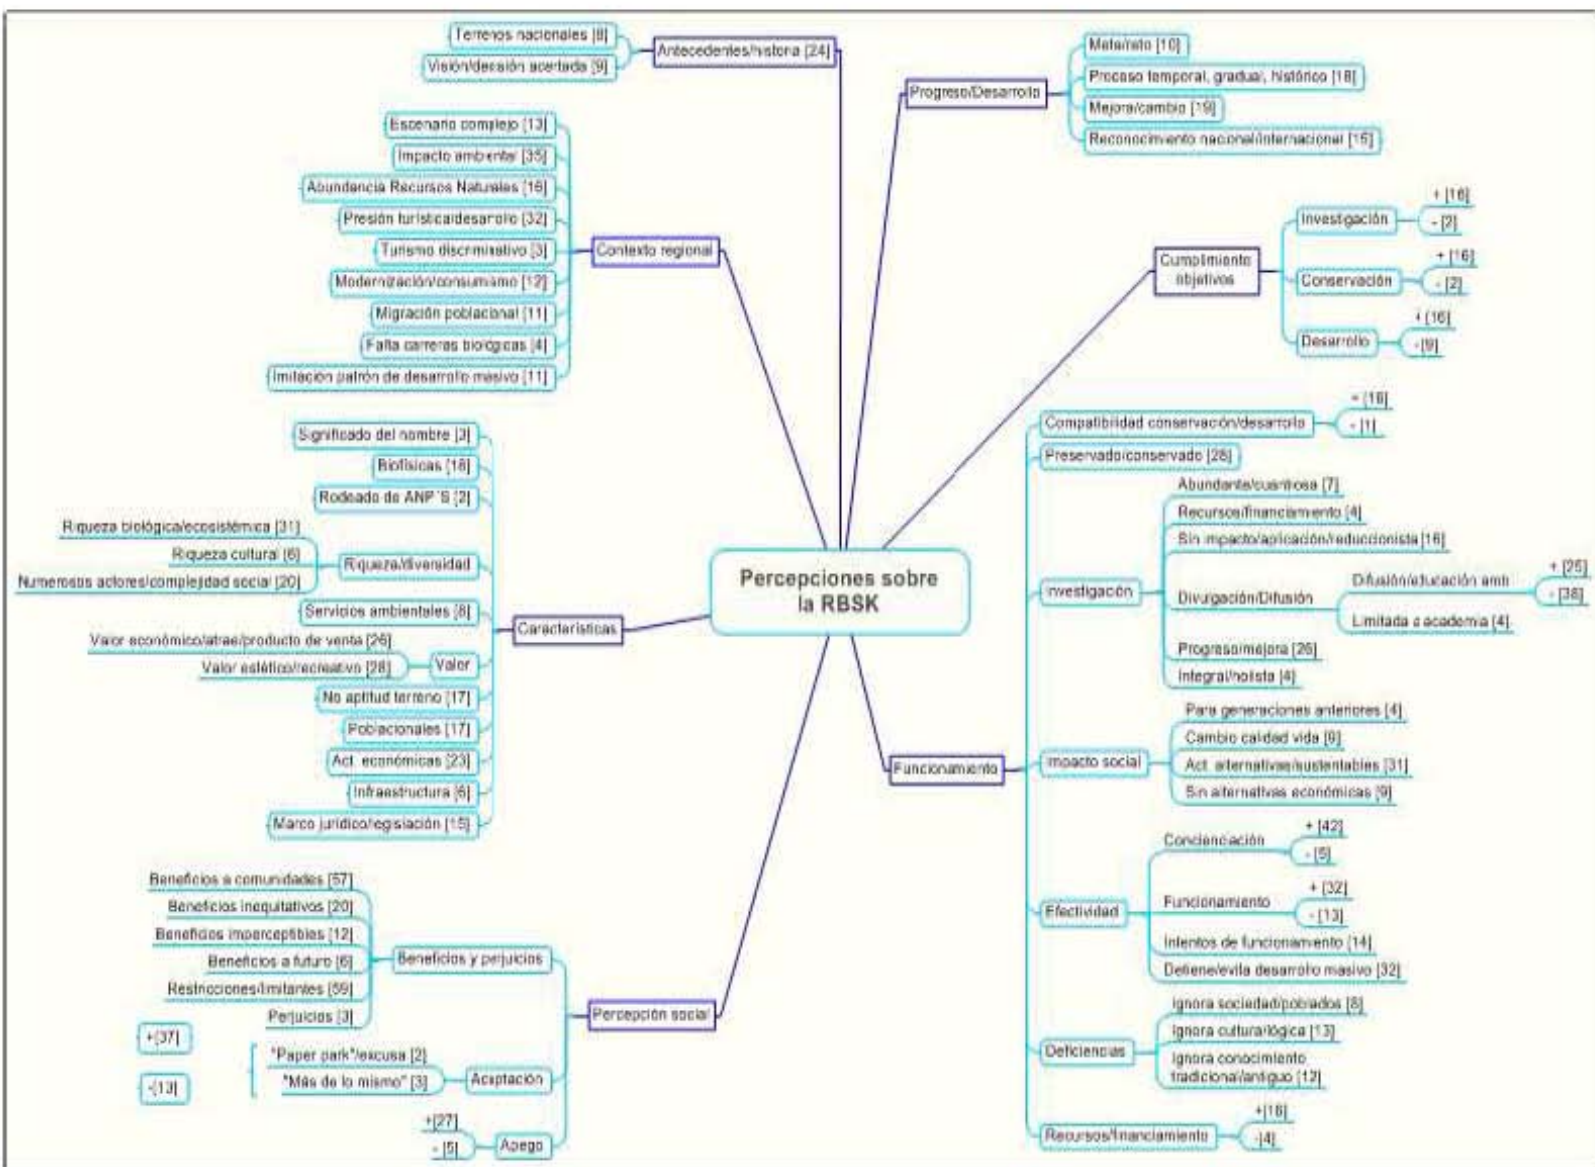 Terrenos nacionales [8]
Visión/decisión acertada [9]
Antecedentes/historia [24]
Escenario complejo [13]
Impacto ambiental [35]
Abundancia Recursos Naturales [16]
Presión turística/desarrollo [32]
Turismo discriminativo [3]
Modernización/consumismo [12]
Migración poblacional [11]
Falta carreras biológicas [4]
Imitación patrón de desarrollo masivo [11]
Contexto regional
Significado del nombre [3]
Biofísicas [18]
Rodeado de ANP´S [2]
Riqueza biológica/ecosistémica [31]
Riqueza cultural [6]
Numerosos actores/complejidad social [20]
Riqueza/diversidad
Servicios ambientales [8]
Valor económico/atrae/producto de venta [26]
Valor estético/recreativo [28]
Valor
No aptitud terreno [17]
Poblacionales [17]
Act. económicas [23]
Infraestructura [6]
Marco jurídico/legislación [15]
Características
Beneficios a comunidades [57]
Beneficios inequitativos [20]
Beneficios imperceptibles [12]
Beneficios a futuro [6]
Restricciones/limitantes [59]
Perjuicios [3]
Beneficios y perjuicios
+[37]
-[13]
"Paper park"/excusa [2]
"Más de lo mismo" [3]
Aceptación
+[27]
- [5]
Apego
Percepción social
Percepciones sobre
la RBSK
Progreso/Desarrollo
Meta/reto [10]
Proceso temporal, gradual, histórico [18]
Mejora/cambio [19]
Reconocimiento nacional/internacional [15]
Cumplimiento
objetivos
Investigación
+ [16]
- [2]
Conservación
+ [16]
- [2]
Desarrollo
+ [16]
-[9]
Funcionamiento
Compatibilidad conservación/desarrollo
+ [18]
- [1]
Preservado/conservado [28]
Investigación
Abundante/cuantiosa [7]
Recursos/financiamiento [4]
Sin impacto/aplicación/reduccionista [16]
Divulgación/Difusión
Difusión/educación amb
+ [25]
- [38]
Limitada a academia [4]
Progreso/mejora [26]
Integral/holista [4]
Impacto social
Para generaciones anteriores [4]
Cambio calidad vida [9]
Act. alternativas/sustentables [31]
Sin alternativas económicas [9]
Efectividad
Concienciación
+ [42]
- [5]
Funcionamiento
+ [32]
- [13]
Intentos de funcionamiento [14]
Detiene/evita desarrollo masivo [32]
Deficiencias
Ignora sociedad/poblados [8]
Ignora cultura/lógica [13]
Ignora conocimiento
tradicional/antiguo [12]
Recursos/financiamiento
+[18]
-[4]